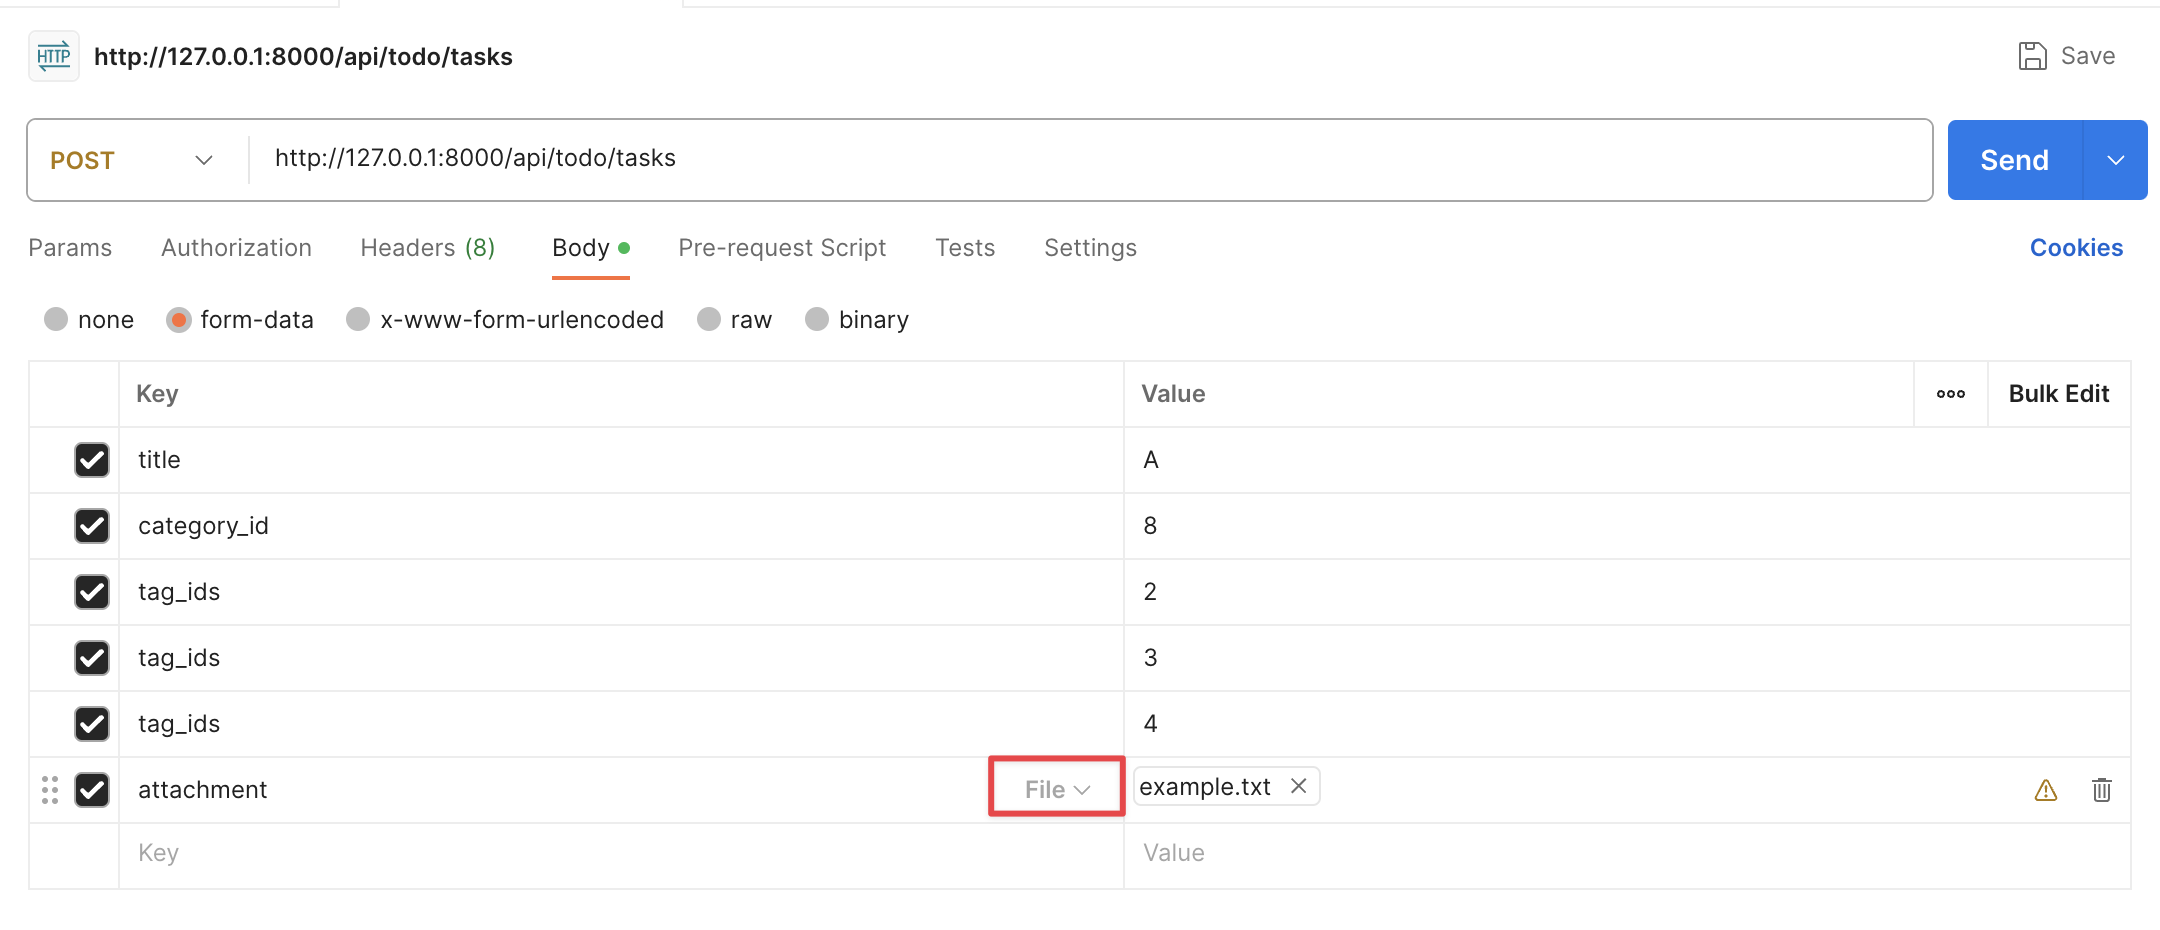 HTTP http://127.0.0.1:8000/api/todo/tasks Save
POST http://127.0.0.1:8000/api/todo/tasks Send
Params Authorization Headers (8) Body Pre-request Script Tests Settings Cookies
none form-data x-www-form-urlencoded raw binary
Key Value Bulk Edit
title A
category_id 8
tag_ids 2
tag_ids 3
tag_ids 4
attachment File example.txt
Key Value